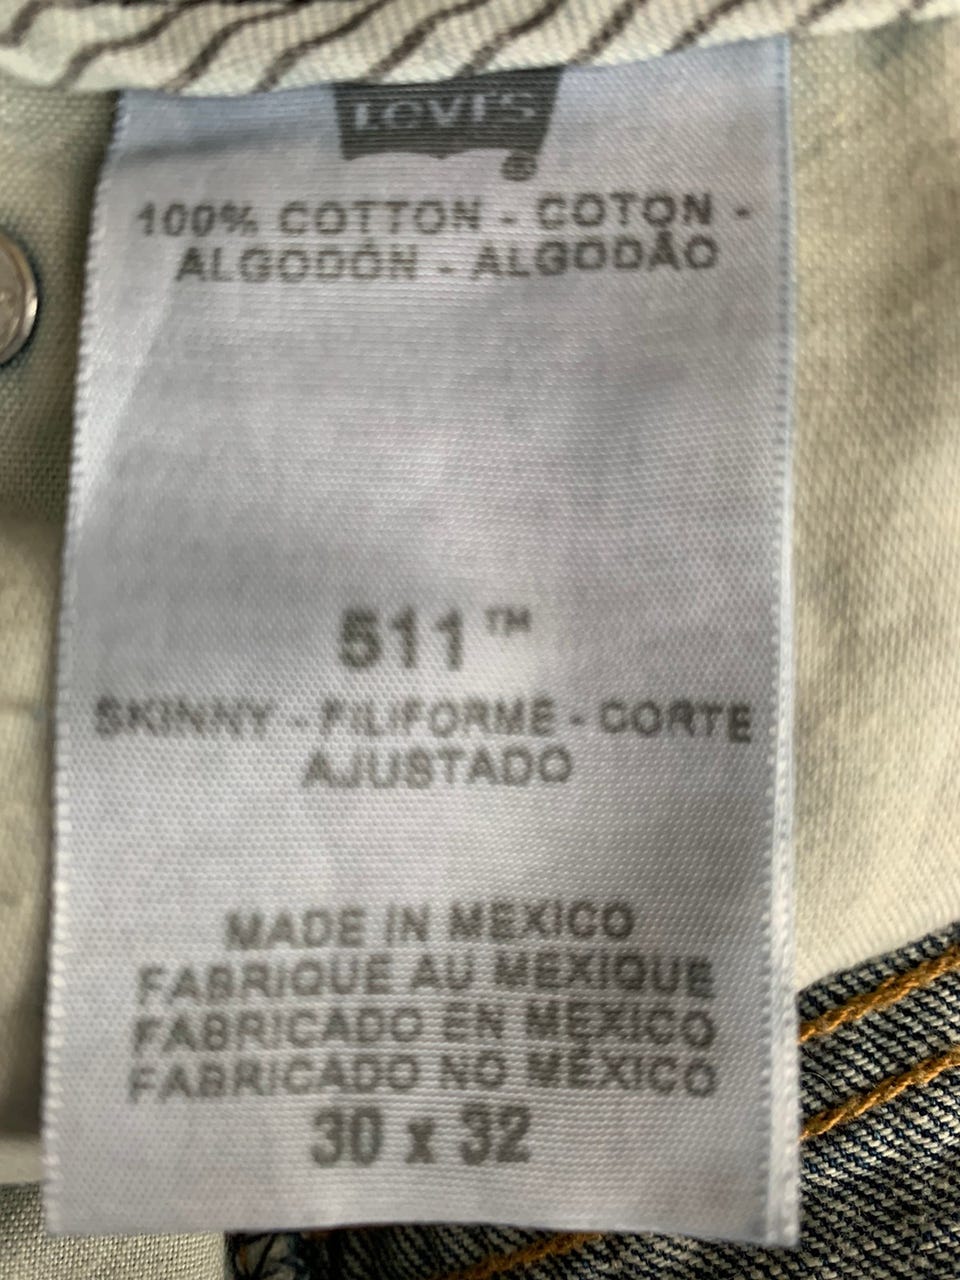 Levi's
®
100% COTTON - COTON -
ALGODÓN - ALGODÃO
511™
SKINNY - FILIFORME - CORTE
AJUSTADO
MADE IN MEXICO
FABRIQUE AU MEXIQUE
FABRICADO EN MEXICO
FABRICADO NO MÉXICO
30 x 32